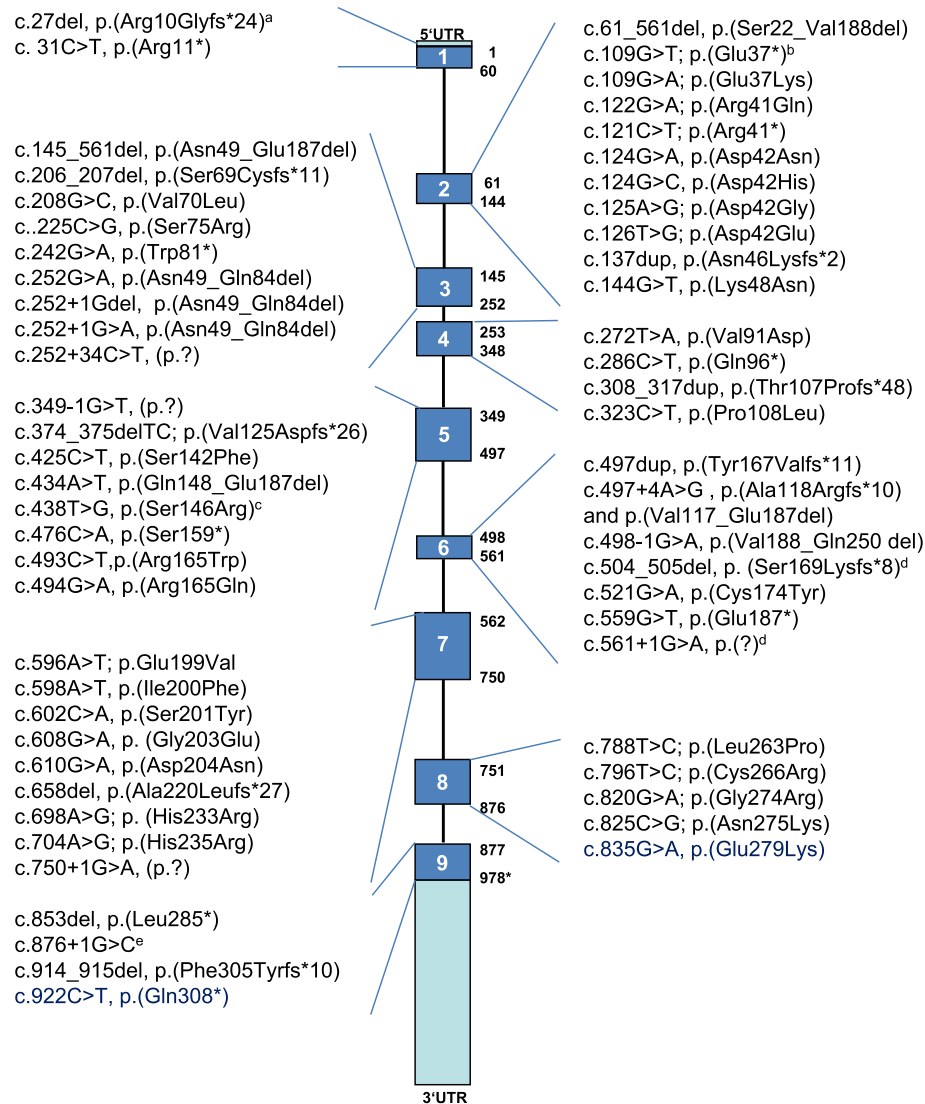 c.27del, p.(Arg10Glyfs*24)ᵃ
c. 31C>T, p.(Arg11*)
5‘UTR
1
1
60
c.61_561del, p.(Ser22_Val188del)
c.109G>T; p.(Glu37*)ᵇ
c.109G>A; p.(Glu37Lys)
c.122G>A; p.(Arg41Gln)
c.121C>T; p.(Arg41*)
c.124G>A, p.(Asp42Asn)
c.124G>C, p.(Asp42His)
c.125A>G; p.(Asp42Gly)
c.126T>G; p.(Asp42Glu)
c.137dup, p.(Asn46Lysfs*2)
c.144G>T, p.(Lys48Asn)
2
61
144
c.145_561del, p.(Asn49_Glu187del)
c.206_207del, p.(Ser69Cysfs*11)
c.208G>C, p.(Val70Leu)
c..225C>G, p.(Ser75Arg)
c.242G>A, p.(Trp81*)
c.252G>A, p.(Asn49_Gln84del)
c.252+1Gdel, p.(Asn49_Gln84del)
c.252+1G>A, p.(Asn49_Gln84del)
c.252+34C>T, (p.?)
3
145
252
4
253
348
c.272T>A, p.(Val91Asp)
c.286C>T, p.(Gln96*)
c.308_317dup, p.(Thr107Profs*48)
c.323C>T, p.(Pro108Leu)
c.349-1G>T, (p.?)
c.374_375delTC; p.(Val125Aspfs*26)
c.425C>T, p.(Ser142Phe)
c.434A>T, p.(Gln148_Glu187del)
c.438T>G, p.(Ser146Arg)ᶜ
c.476C>A, p.(Ser159*)
c.493C>T,p.(Arg165Trp)
c.494G>A, p.(Arg165Gln)
5
349
497
c.497dup, p.(Tyr167Valfs*11)
c.497+4A>G , p.(Ala118Argfs*10)
and p.(Val117_Glu187del)
c.498-1G>A, p.(Val188_Gln250 del)
c.504_505del, p. (Ser169Lysfs*8)ᵈ
c.521G>A, p.(Cys174Tyr)
c.559G>T, p.(Glu187*)
c.561+1G>A, p.(?)ᵈ
6
498
561
7
562
750
c.596A>T; p.Glu199Val
c.598A>T, p.(Ile200Phe)
c.602C>A, p.(Ser201Tyr)
c.608G>A, p. (Gly203Glu)
c.610G>A, p.(Asp204Asn)
c.658del, p.(Ala220Leufs*27)
c.698A>G; p. (His233Arg)
c.704A>G; p.(His235Arg)
c.750+1G>A, (p.?)
8
751
876
c.788T>C; p.(Leu263Pro)
c.796T>C; p.(Cys266Arg)
c.820G>A; p.(Gly274Arg)
c.825C>G; p.(Asn275Lys)
c.835G>A, p.(Glu279Lys)
9
877
978*
c.853del, p.(Leu285*)
c.876+1G>Cᵉ
c.914_915del, p.(Phe305Tyrfs*10)
c.922C>T, p.(Gln308*)
3‘UTR